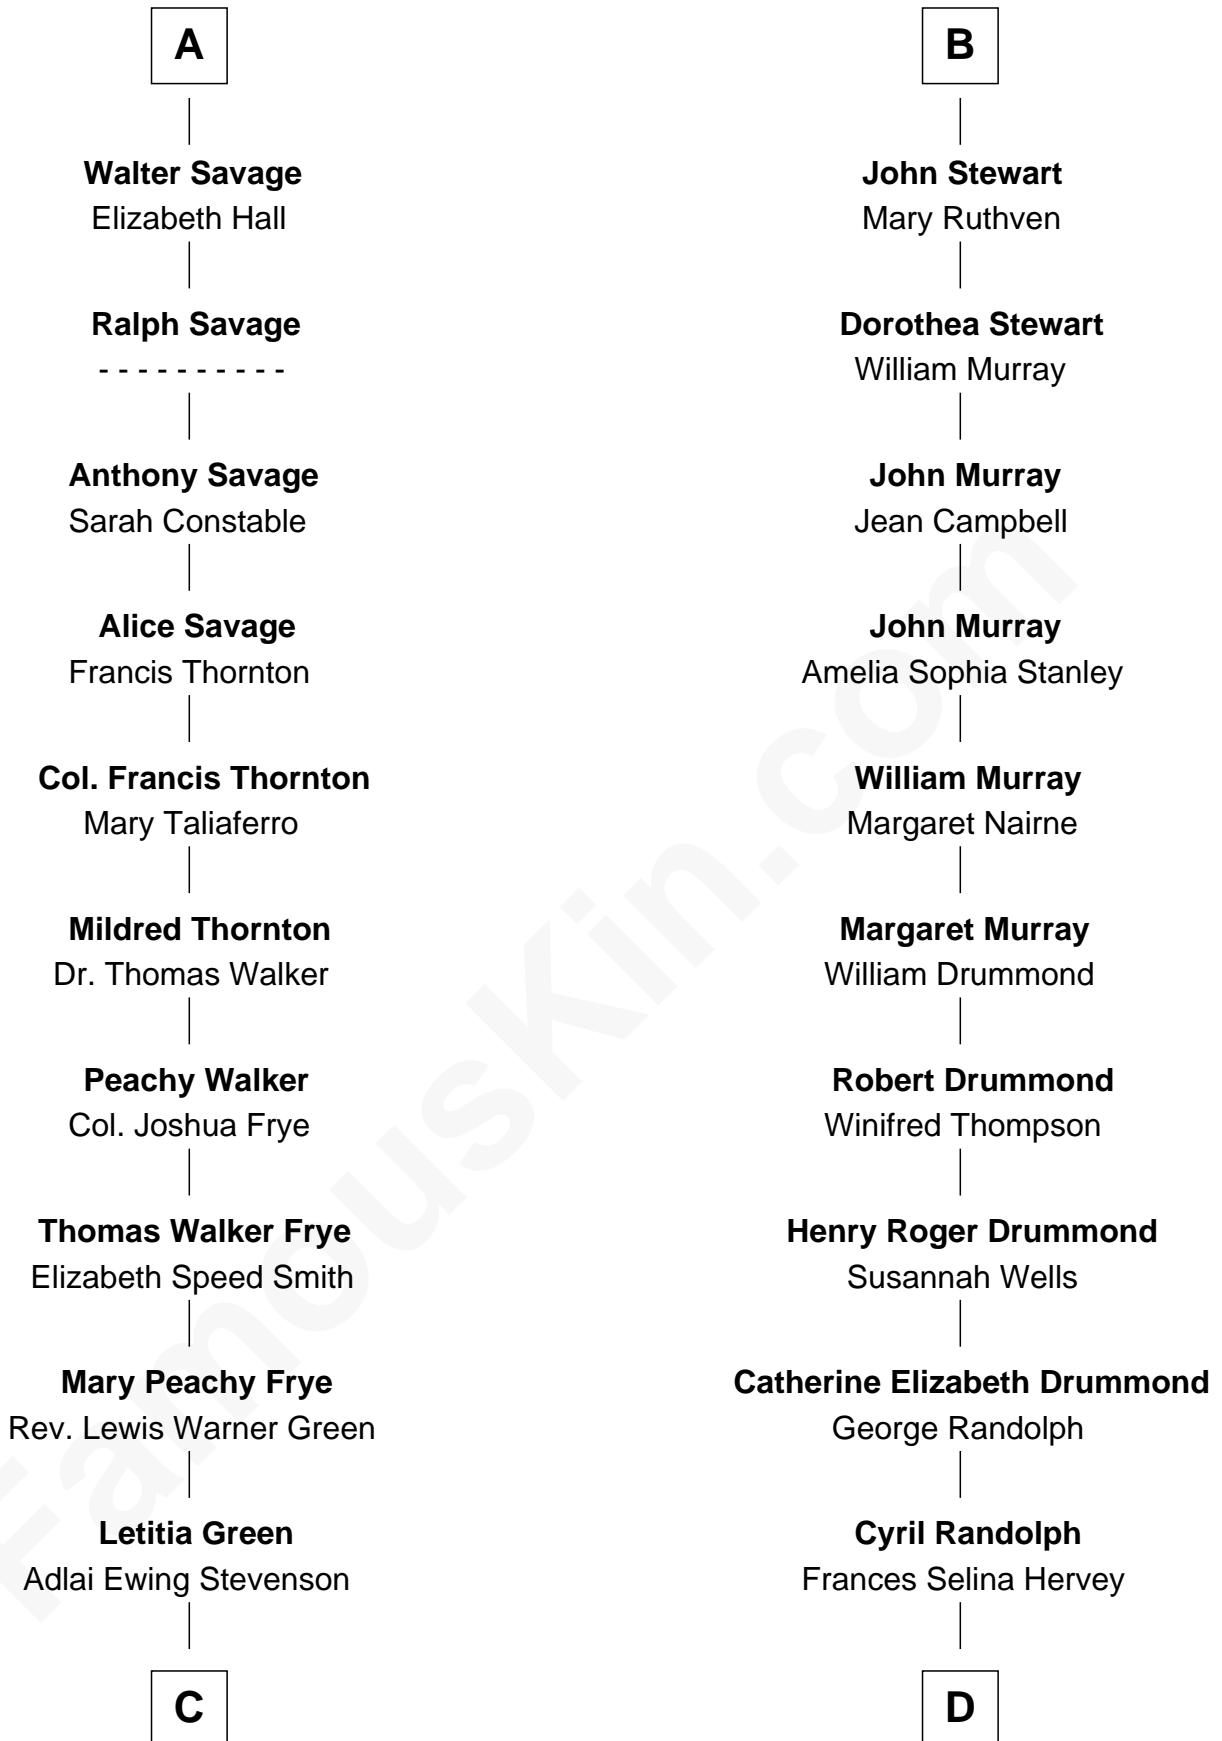 A
Walter Savage
Elizabeth Hall
Ralph Savage
- - - - - - - - - -
Anthony Savage
Sarah Constable
Alice Savage
Francis Thornton
Col. Francis Thornton
Mary Taliaferro
Mildred Thornton
Dr. Thomas Walker
Peachy Walker
Col. Joshua Frye
Thomas Walker Frye
Elizabeth Speed Smith
Mary Peachy Frye
Rev. Lewis Warner Green
Letitia Green
Adlai Ewing Stevenson
C
B
John Stewart
Mary Ruthven
Dorothea Stewart
William Murray
John Murray
Jean Campbell
John Murray
Amelia Sophia Stanley
William Murray
Margaret Nairne
Margaret Murray
William Drummond
Robert Drummond
Winifred Thompson
Henry Roger Drummond
Susannah Wells
Catherine Elizabeth Drummond
George Randolph
Cyril Randolph
Frances Selina Hervey
D
FamousKin.com